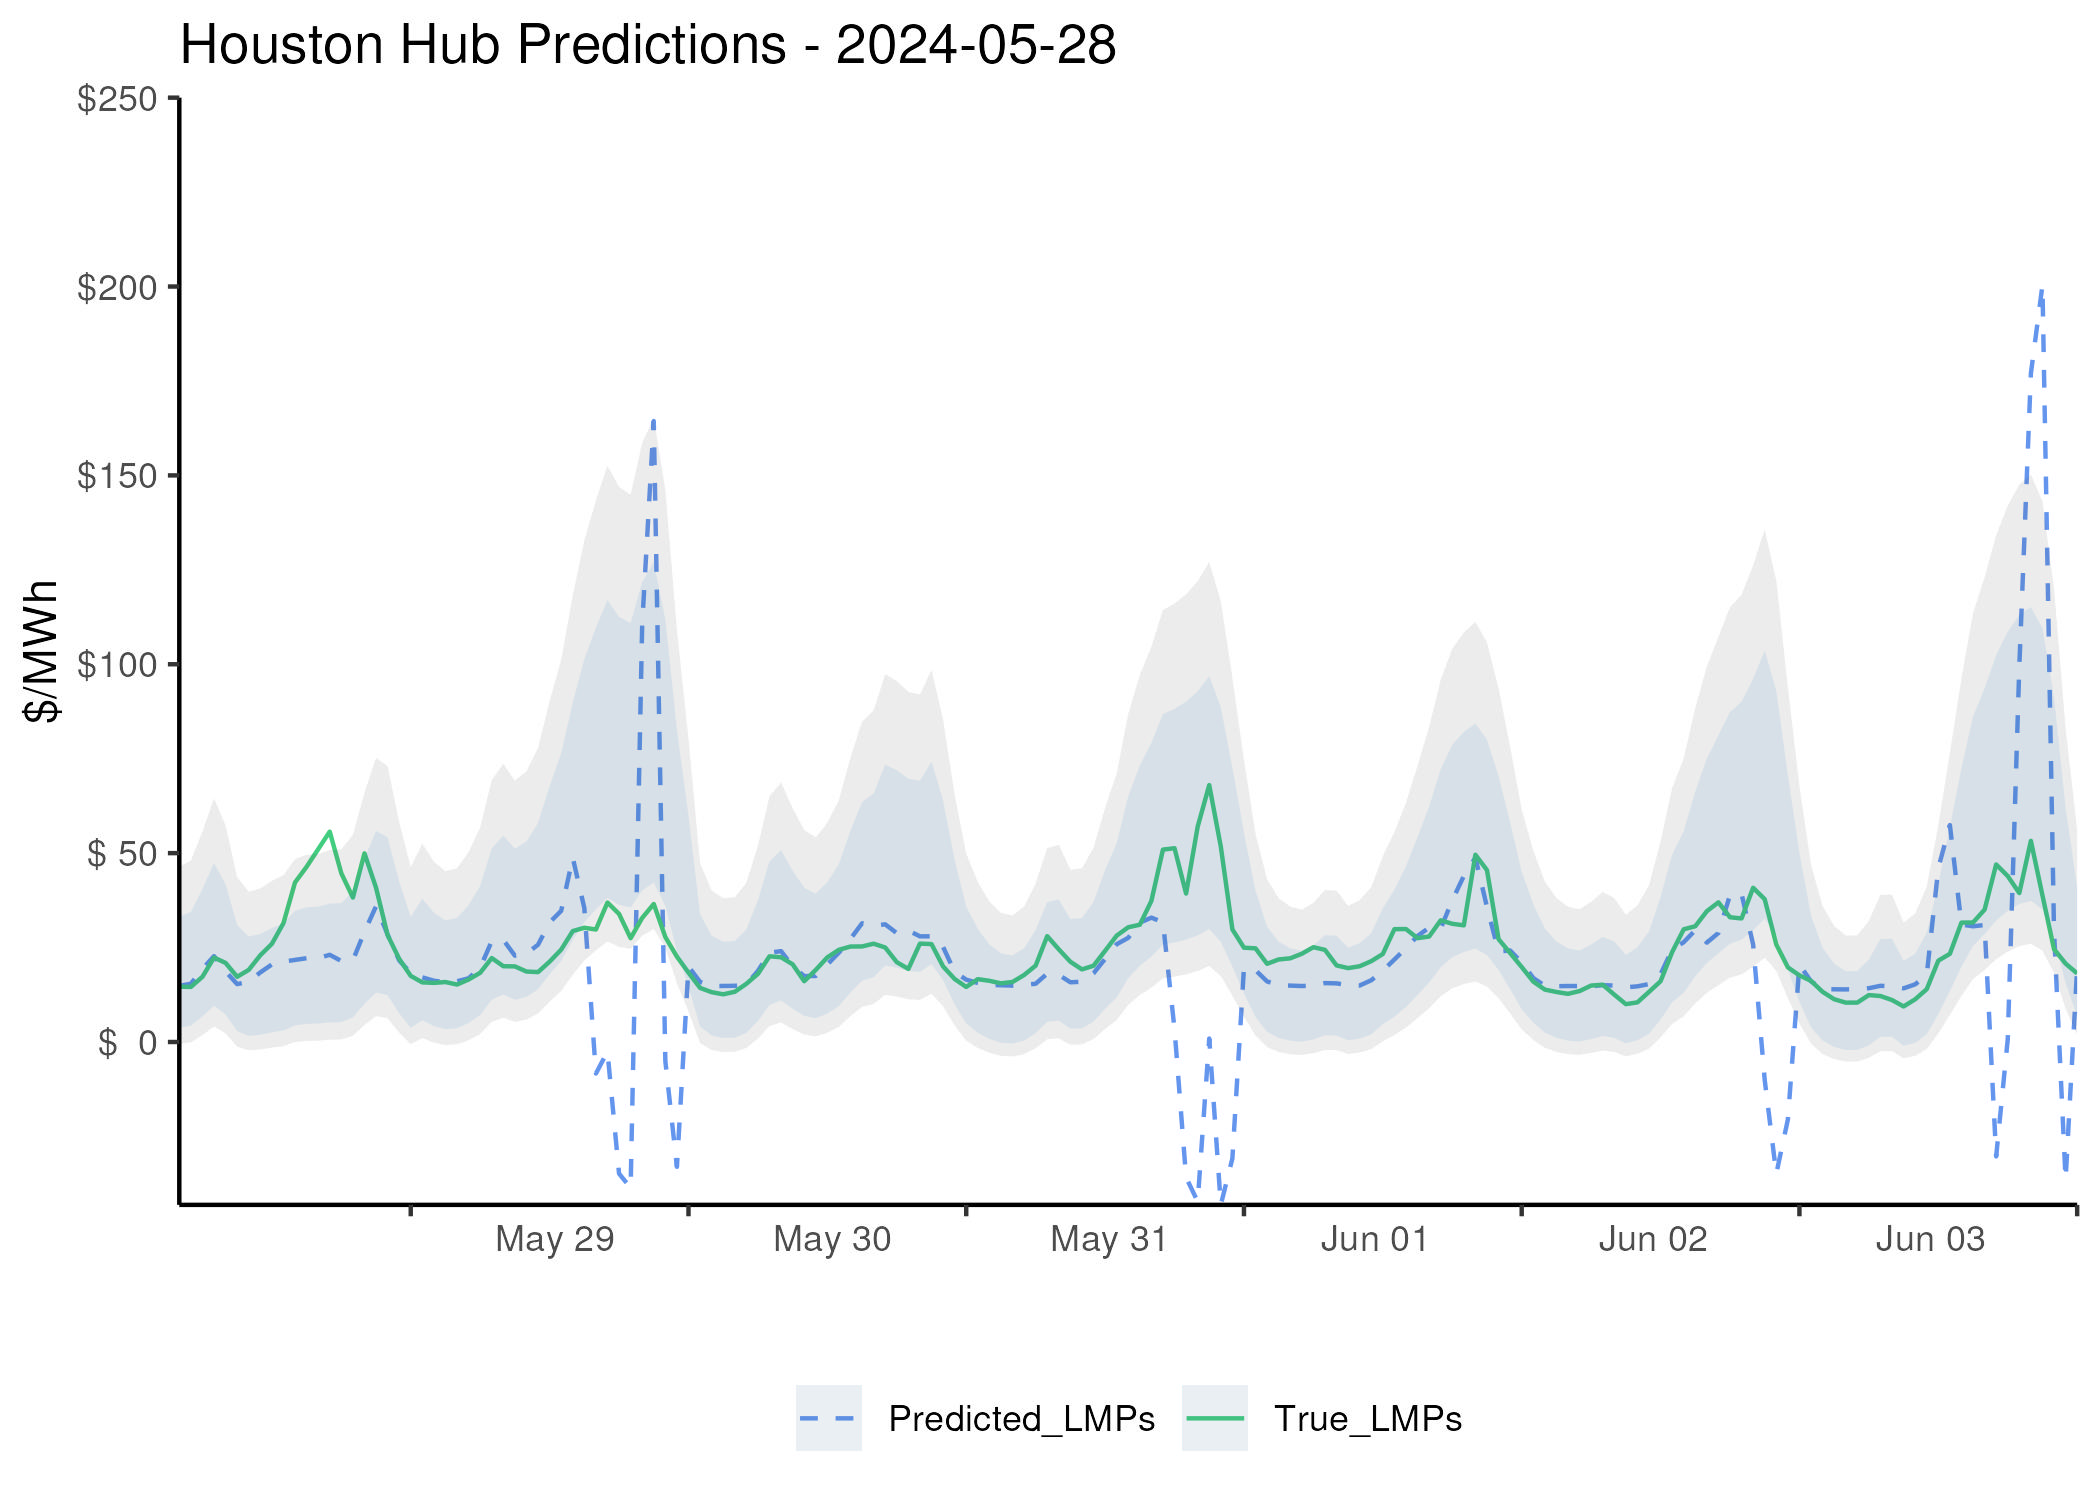 Houston Hub Predictions - 2024-05-28
$250
$200
$150
$100
$ 50
$ 0
$/MWh
May 29
May 30
May 31
Jun 01
Jun 02
Jun 03
Predicted_LMPs
True_LMPs